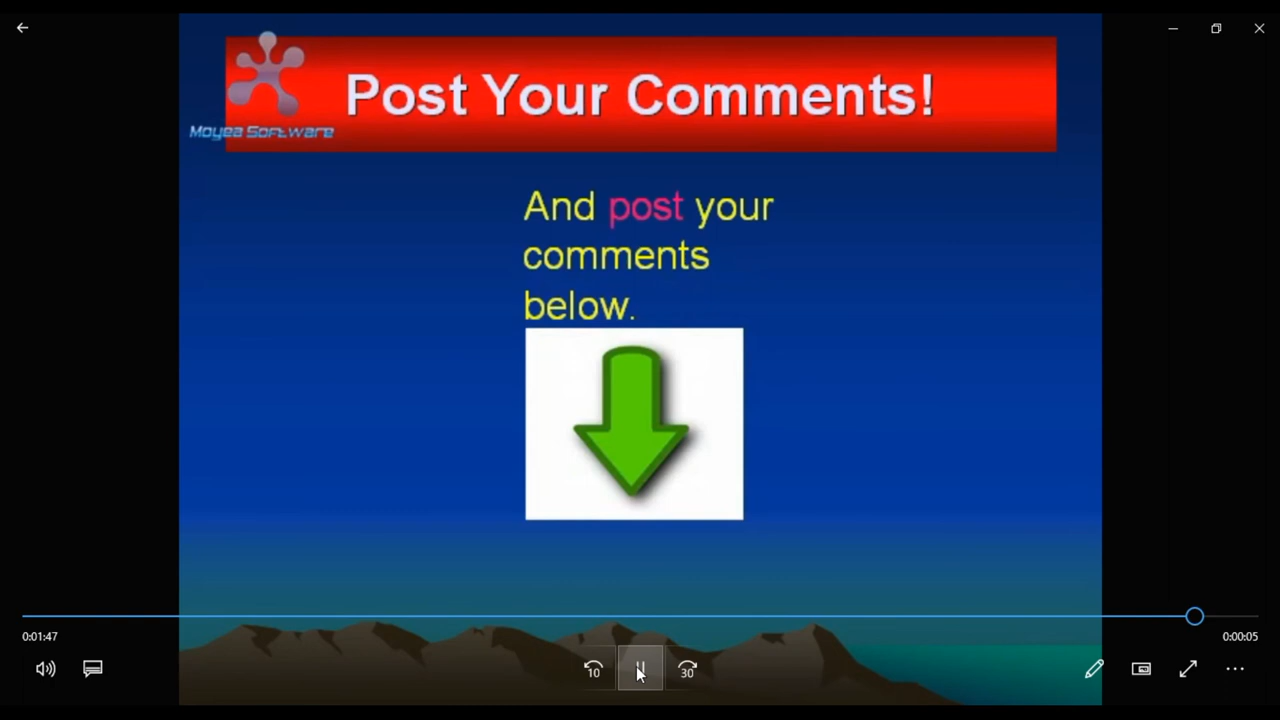 Post Your Comments!
Moyea Software
And post your
comments
below.
0:01:47
0:00:05
10
30